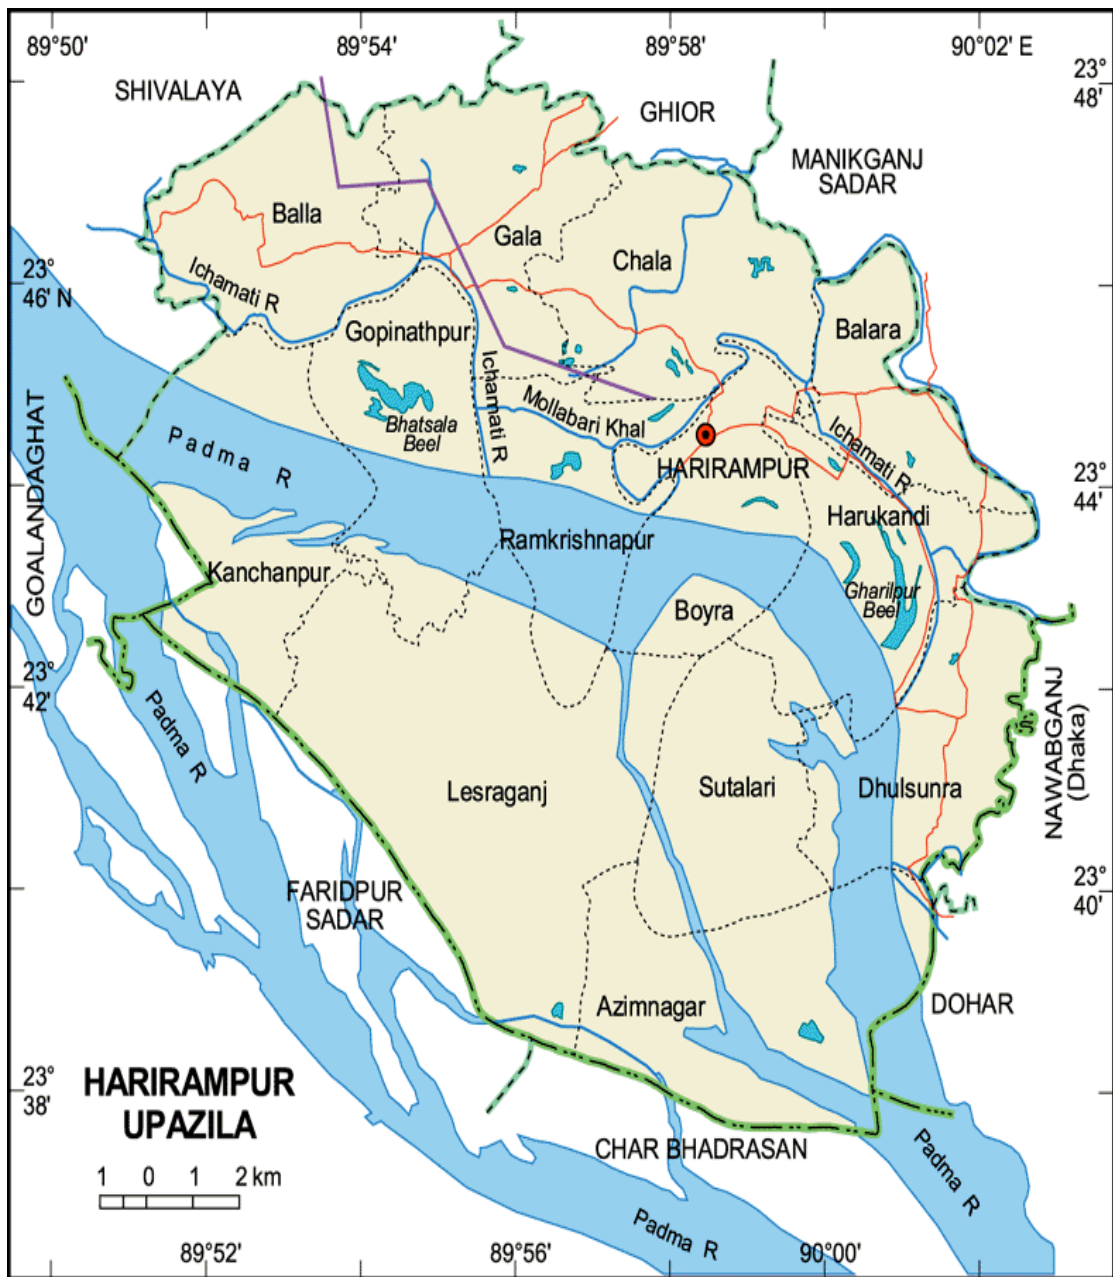 89°50'
89°54'
89°58'
90°02' E
23°
48'
SHIVALAYA
GHIOR
MANIKGANJ
SADAR
Balla
Gala
Chala
23°
46' N
Ichamati R
Gopinathpur
Balara
Ichamati R
Mollabari Khal
Bhatsala
Beel
Ichamati R
GOALANDAGHAT
Padma R
HARIRAMPUR
23°
44'
Harukandi
Ramkrishnapur
Kanchanpur
Boyra
Gharilpur
Beel
23°
42'
Padma R
NAWABGANJ
(Dhaka)
Lesraganj
Sutalari
Dhulsunra
FARIDPUR
SADAR
23°
40'
Azimnagar
DOHAR
HARIRAMPUR
UPAZILA
23°
38'
CHAR BHADRASAN
1 0 1 2 km
Padma R
Padma R
89°52'
89°56'
90°00'